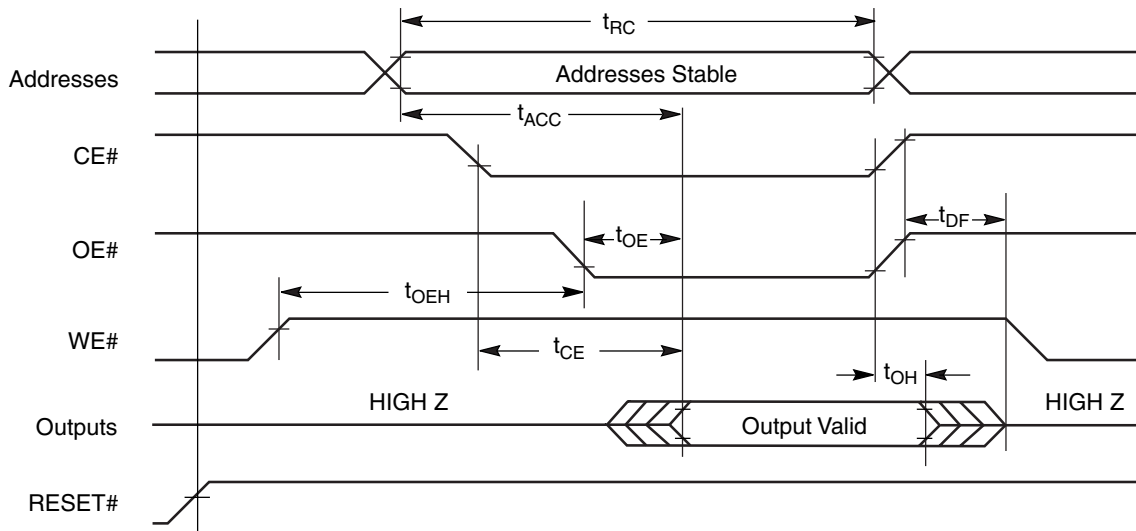 tRC
Addresses
Addresses Stable
tACC
CE#
tDF
OE#
tOE
tOEH
WE#
tCE
tOH
HIGH Z
HIGH Z
Outputs
Output Valid
RESET#